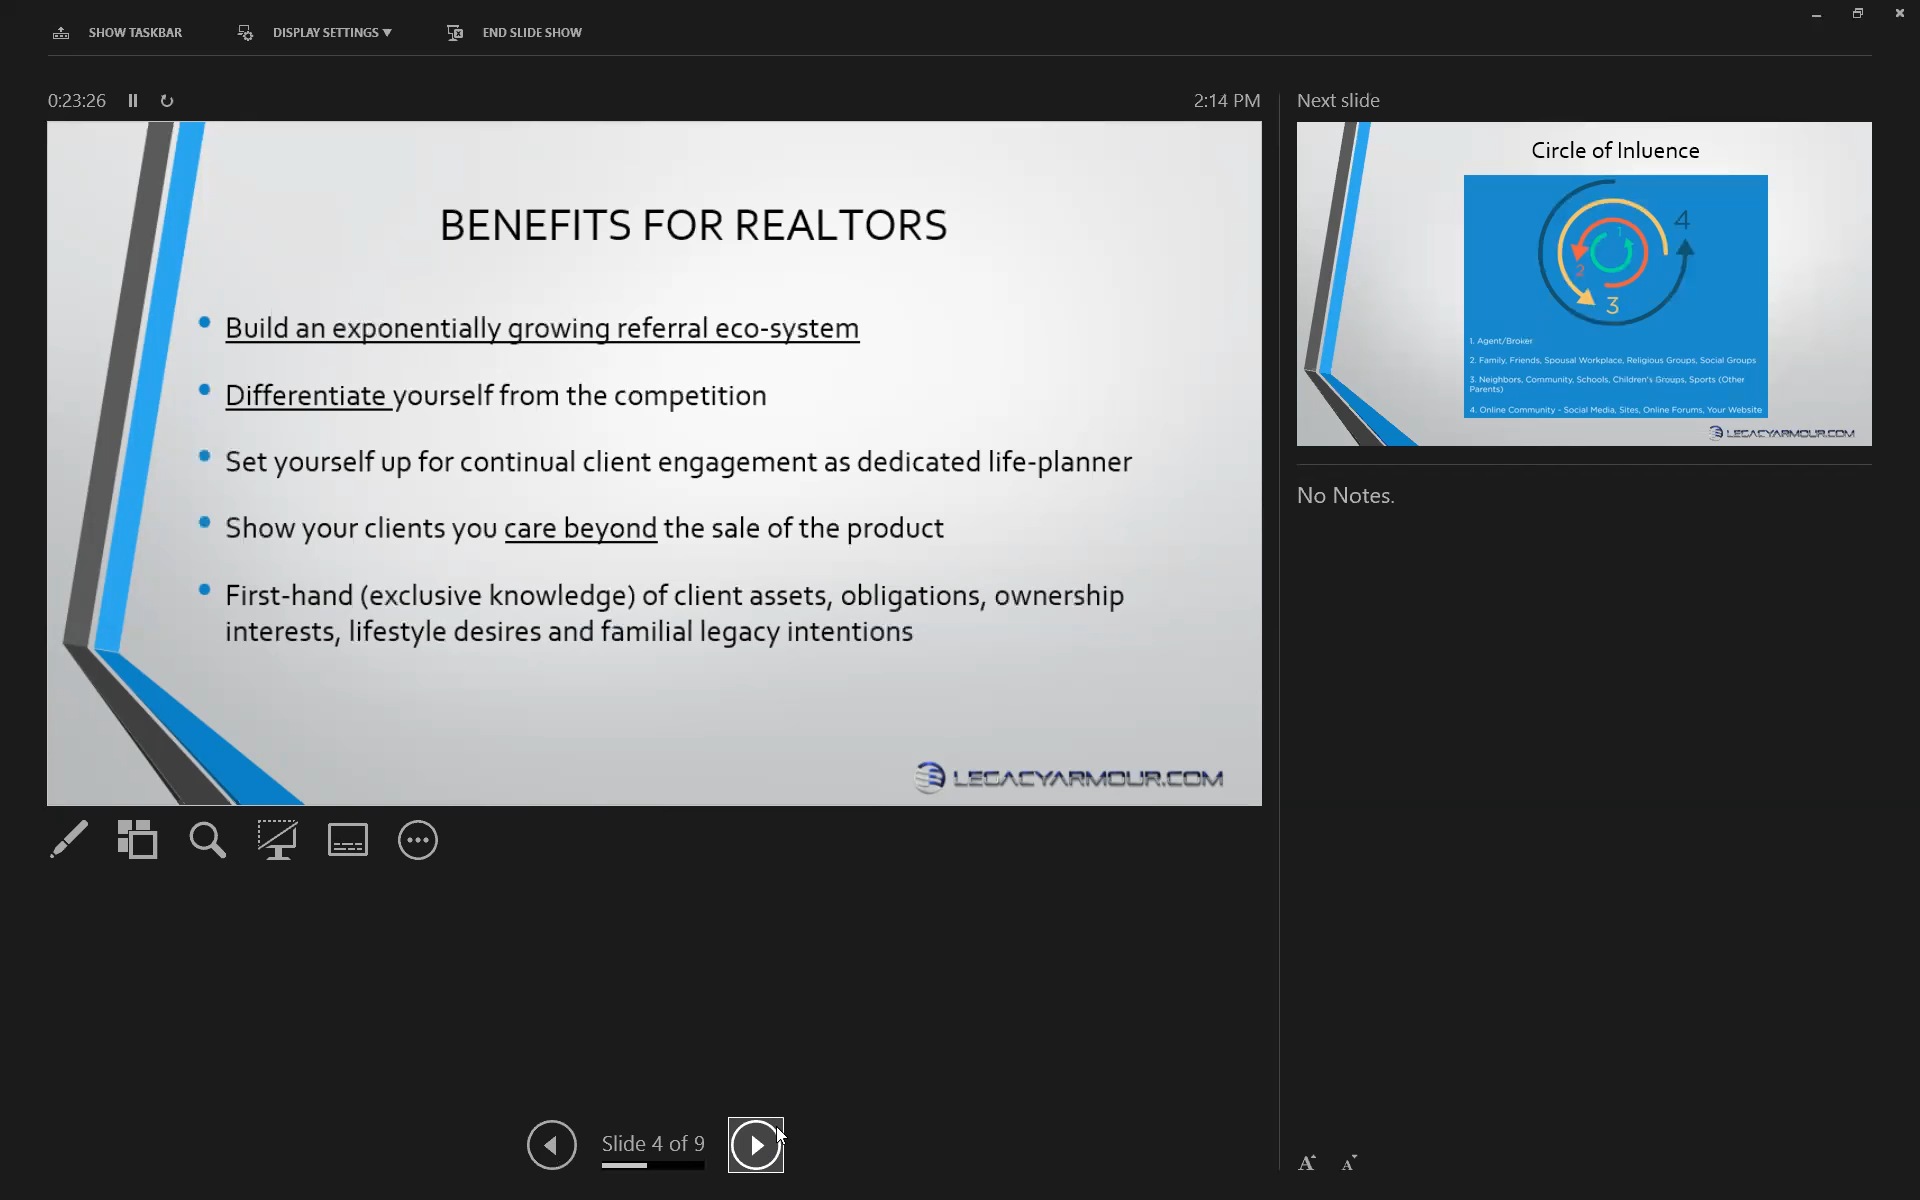 SHOW TASKBAR
DISPLAY SETTINGS
END SLIDE SHOW
0:23:26
2:14 PM
BENEFITS FOR REALTORS
Build an exponentially growing referral eco-system
Differentiate yourself from the competition
Set yourself up for continual client engagement as dedicated life-planner
Show your clients you care beyond the sale of the product
First-hand (exclusive knowledge) of client assets, obligations, ownership
interests, lifestyle desires and familial legacy intentions
LEGACYARMOUR.COM
Slide 4 of 9
Next slide
Circle of Inluence
1
2
3
4
1. Agent/Broker
2. Family, Friends, Spousal Workplace, Religious Groups, Social Groups
3. Neighbors, Community, Schools, Children's Groups, Sports (Other
Parents)
4. Online Community - Social Media, Sites, Online Forums, Your Website
LEGACYARMOUR.COM
No Notes.
A A